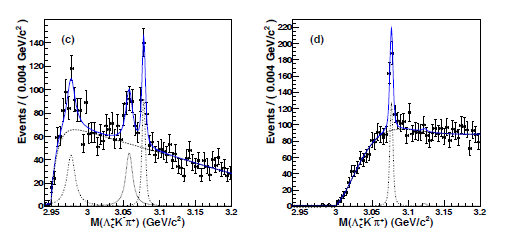 (c)
Events / ( 0.004 GeV/c² )
140
120
100
80
60
40
20
0
2.95 3 3.05 3.1 3.15 3.2
M(Λc⁺K⁻π⁺) (GeV/c²)
(d)
Events / ( 0.004 GeV/c² )
220
200
180
160
140
120
100
80
60
40
20
0
2.95 3 3.05 3.1 3.15 3.2
M(Λc⁺K⁻π⁺) (GeV/c²)